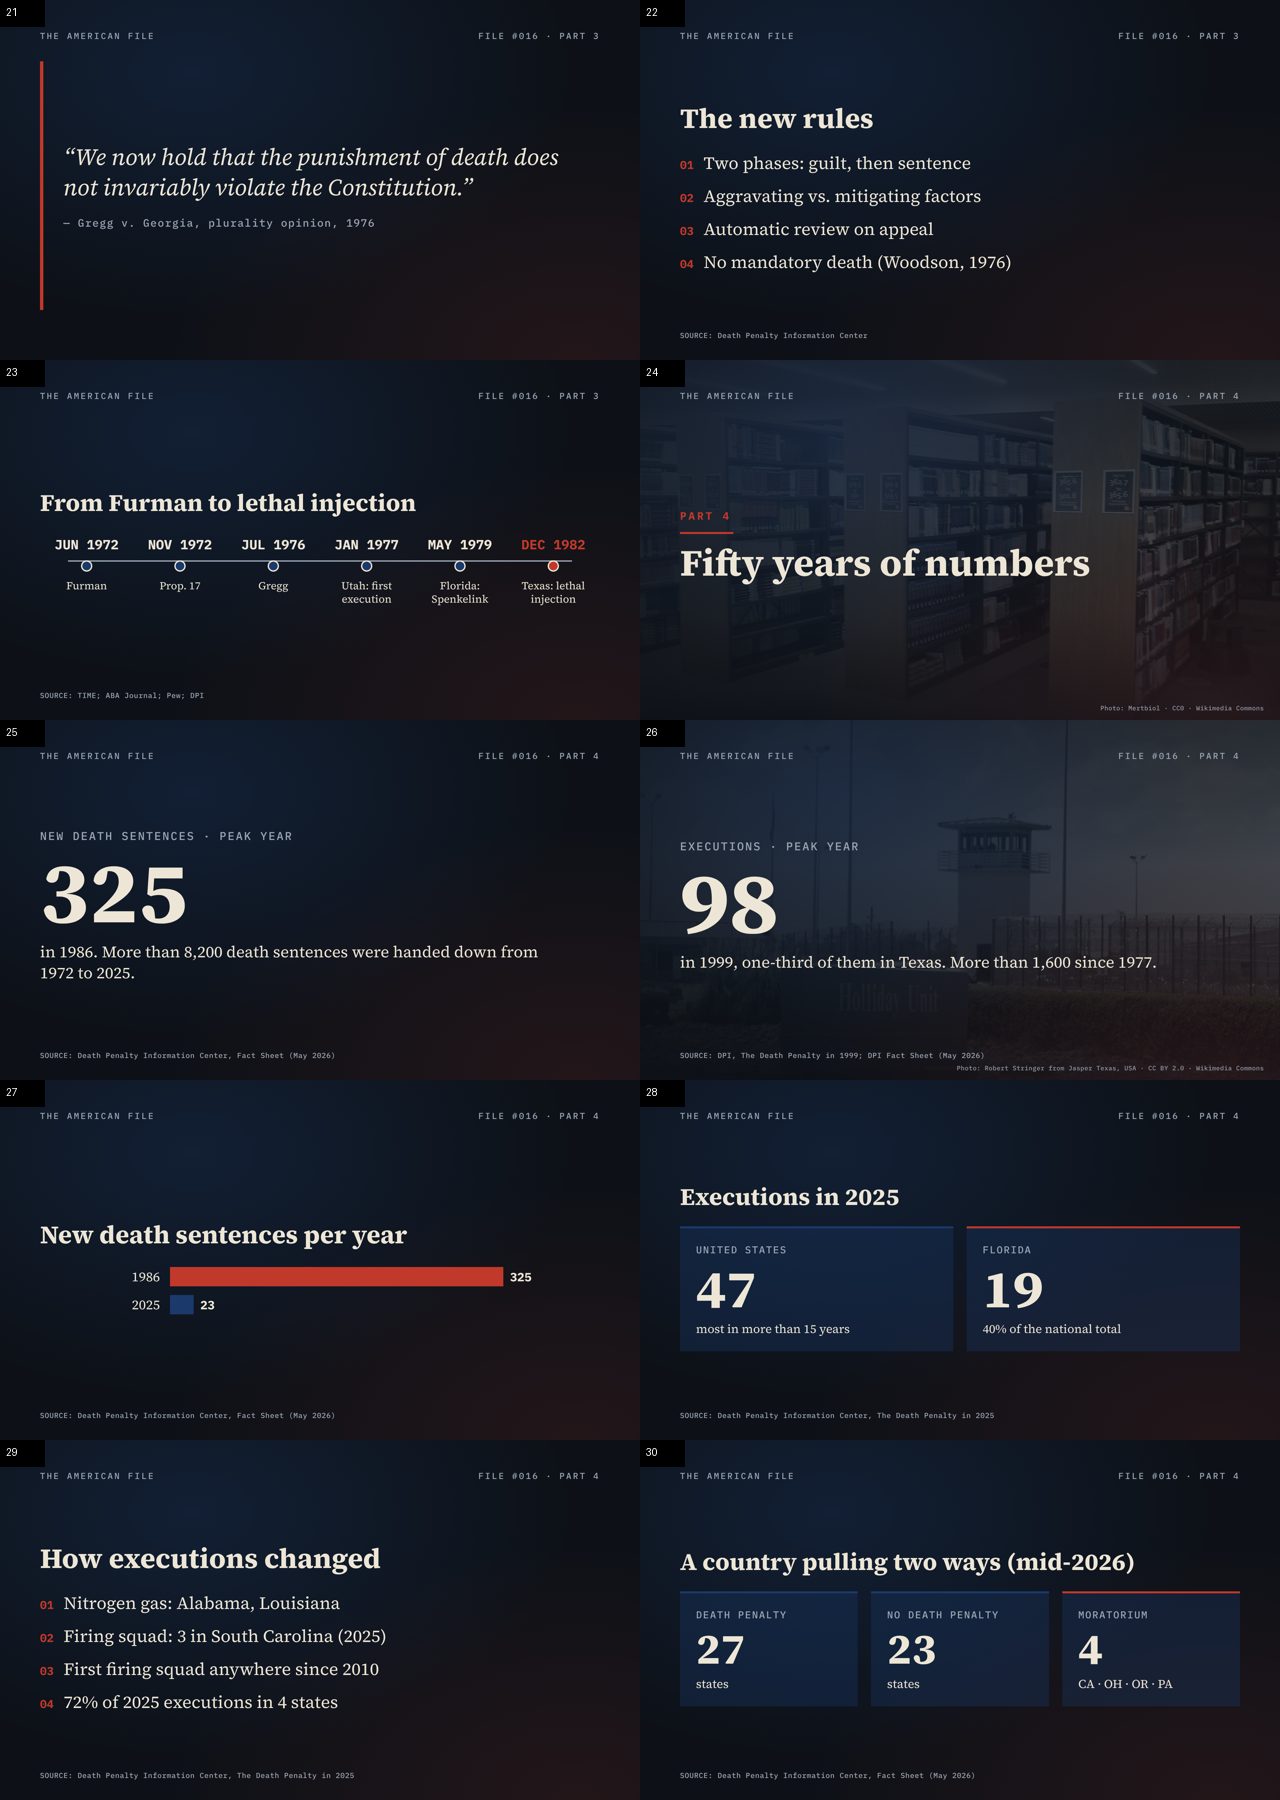 21
THE AMERICAN FILE
FILE #016 · PART 3
“We now hold that the punishment of death does
not invariably violate the Constitution.”
— Gregg v. Georgia, plurality opinion, 1976
22
THE AMERICAN FILE
FILE #016 · PART 3
The new rules
01 Two phases: guilt, then sentence
02 Aggravating vs. mitigating factors
03 Automatic review on appeal
04 No mandatory death (Woodson, 1976)
SOURCE: Death Penalty Information Center
23
THE AMERICAN FILE
FILE #016 · PART 3
From Furman to lethal injection
JUN 1972 NOV 1972 JUL 1976 JAN 1977 MAY 1979 DEC 1982
Furman
Prop. 17
Gregg
Utah: first
execution
Florida:
Spenkelink
Texas: lethal
injection
SOURCE: TIME; ABA Journal; Pew; DPI
24
THE AMERICAN FILE
FILE #016 · PART 4
PART 4
Fifty years of numbers
Photo: Mertbiol · CC0 · Wikimedia Commons
25
THE AMERICAN FILE
FILE #016 · PART 4
NEW DEATH SENTENCES · PEAK YEAR
325
in 1986. More than 8,200 death sentences were handed down from
1972 to 2025.
SOURCE: Death Penalty Information Center, Fact Sheet (May 2026)
26
THE AMERICAN FILE
FILE #016 · PART 4
EXECUTIONS · PEAK YEAR
98
in 1999, one-third of them in Texas. More than 1,600 since 1977.
Holliday Unit
SOURCE: DPI, The Death Penalty in 1999; DPI Fact Sheet (May 2026)
Photo: Robert Stringer from Jasper Texas, USA · CC BY 2.0 · Wikimedia Commons
27
THE AMERICAN FILE
FILE #016 · PART 4
New death sentences per year
1986 325
2025 23
SOURCE: Death Penalty Information Center, Fact Sheet (May 2026)
28
THE AMERICAN FILE
FILE #016 · PART 4
Executions in 2025
UNITED STATES
47
most in more than 15 years
FLORIDA
19
40% of the national total
SOURCE: Death Penalty Information Center, The Death Penalty in 2025
29
THE AMERICAN FILE
FILE #016 · PART 4
How executions changed
01 Nitrogen gas: Alabama, Louisiana
02 Firing squad: 3 in South Carolina (2025)
03 First firing squad anywhere since 2010
04 72% of 2025 executions in 4 states
SOURCE: Death Penalty Information Center, The Death Penalty in 2025
30
THE AMERICAN FILE
FILE #016 · PART 4
A country pulling two ways (mid-2026)
DEATH PENALTY
27
states
NO DEATH PENALTY
23
states
MORATORIUM
4
CA · OH · OR · PA
SOURCE: Death Penalty Information Center, Fact Sheet (May 2026)